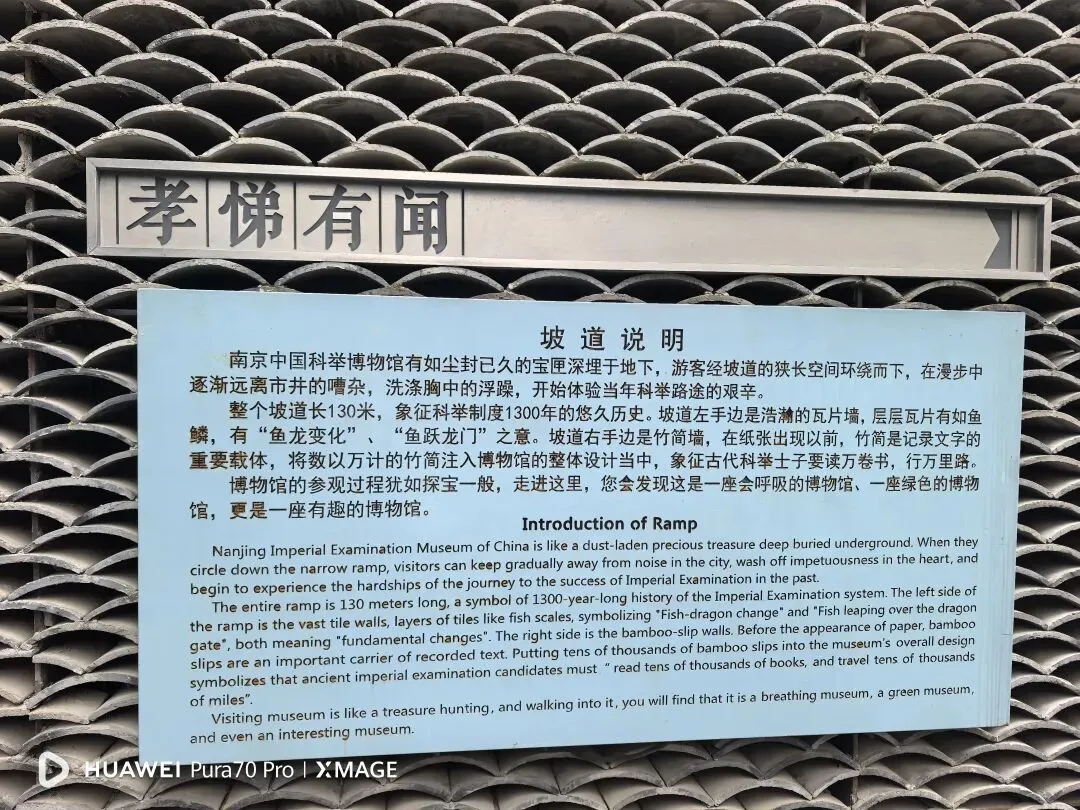 孝悌有闻
坡道说明
南京中国科举博物馆有如尘封已久的宝匣深埋于地下，游客经坡道的狭长空间环绕而下，在漫步中
逐渐远离市井的嘈杂，洗涤胸中的浮躁，开始体验当年科举路途的艰辛。
整个坡道长130米，象征科举制度1300年的悠久历史。坡道左手边是浩瀚的瓦片墙，层层瓦片有如鱼
鳞，有“鱼龙变化”、“鱼跃龙门”之意。坡道右手边是竹简墙，在纸张出现以前，竹简是记录文字的
重要载体，将数以万计的竹简注入博物馆的整体设计当中，象征古代科举士子要读万卷书，行万里路。
博物馆的参观过程犹如探宝一般，走进这里，您会发现这是一座会呼吸的博物馆、一座绿色的博物
馆，更是一座有趣的博物馆。
Introduction of Ramp
Nanjing Imperial Examination Museum of China is like a dust-laden precious treasure deep buried underground. When they
circle down the narrow ramp, visitors can keep gradually away from noise in the city, wash off impetuousness in the heart, and
begin to experience the hardships of the journey to the success of Imperial Examination in the past.
The entire ramp is 130 meters long, a symbol of 1300-year-long history of the Imperial Examination system. The left side of
the ramp is the vast tile walls, layers of tiles like fish scales, symbolizing "Fish-dragon change" and "Fish leaping over the dragon
gate", both meaning "fundamental changes". The right side is the bamboo-slip walls. Before the appearance of paper, bamboo
slips are an important carrier of recorded text. Putting tens of thousands of bamboo slips into the museum's overall design
symbolizes that ancient imperial examination candidates must “ read tens of thousands of books, and travel tens of thousands
of miles”.
Visiting museum is like a treasure hunting, and walking into it, you will find that it is a breathing museum, a green museum,
and even an interesting museum.
HUAWEI Pura70 Pro | XMAGE